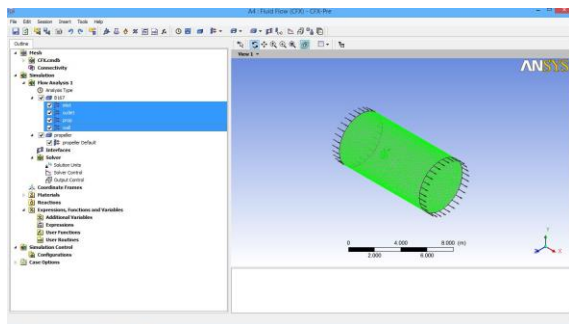 A4 : Fluid Flow (CFX) - CFX-Pre
File Edit Session Insert Tools Help
Outline
Mesh
CFX.cmdb
Connectivity
Simulation
Flow Analysis 1
Analysis Type
inlet
outlet
prop
wall
propeller
propeller Default
Interfaces
Solver
Solution Units
Solver Control
Output Control
Coordinate Frames
Materials
Reactions
Expressions, Functions and Variables
Additional Variables
Expressions
User Functions
User Routines
Simulation Control
Configurations
Case Options
View 1
ANSYS
0 4.000 8.000 (m)
2.000 6.000
Y
X